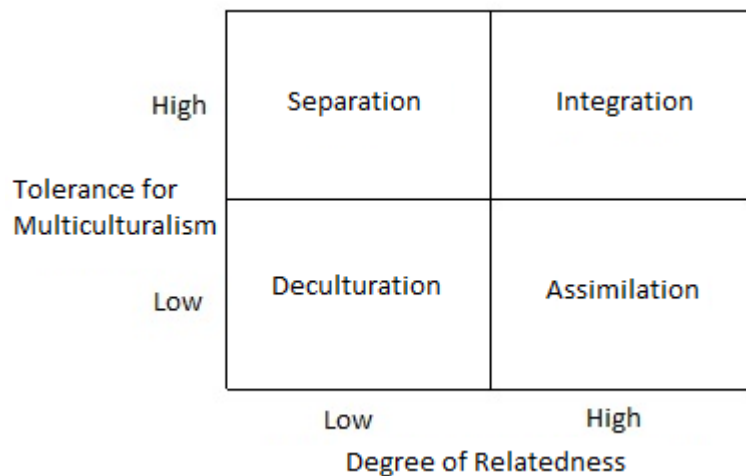 High
Separation
Integration
Tolerance for
Multiculturalism
Low
Deculturation
Assimilation
Low
High
Degree of Relatedness